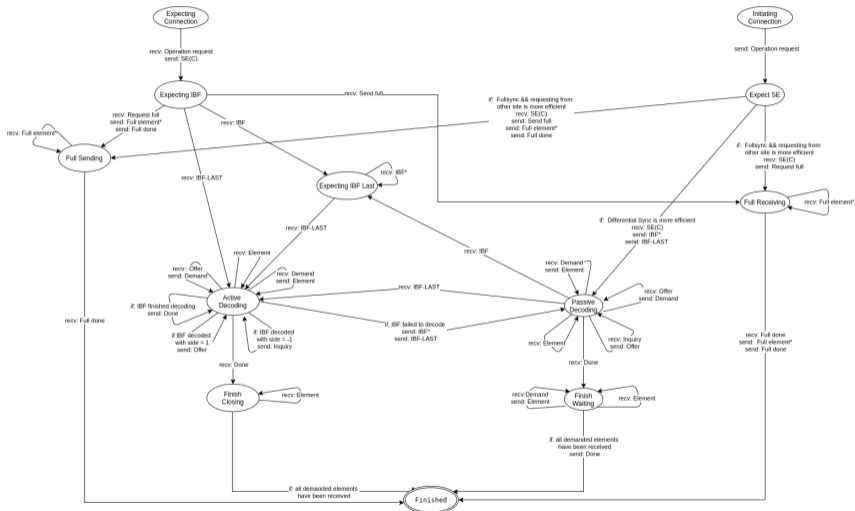 Expecting
Connection
Initiating
Connection
recv: Operation request
send: SE(C)
send: Operation request
Expecting IBF
recv: Send full
Expect SE
if: Fullsync && requesting from
other site is more efficient
recv: SE(C)
send: Send full
send: Full element*
send: Full done
recv: Request full
send: Full element*
send: Full done
recv: IBF
recv: Full element*
Full Sending
if: Fullsync && requesting from
other site is more efficient
recv: SE(C)
send: Request full
recv: IBF-LAST
Expecting IBF Last
recv: IBF*
Full Receiving
recv: Full element*
recv: IBF-LAST
if: Differential Sync is more efficient
recv: SE(C)
send: IBF*
send: IBF-LAST
recv: IBF
recv: Element
recv:: Offer
send: Demand
recv: Demand
send: Element
recv: Demand
send: Element
recv: IBF-LAST
recv: Offer
send: Demand
Active
Decoding
Passive
Decoding
if: IBF finished decoding
send: Done
recv: Full done
if: IBF failed to decode
send: IBF*
send: IBF-LAST
if IBF decoded
with side = 1
send: Offer
if: IBF decoded
with side = -1
send: Inquiry
recv: Element
recv: Inquiry
send: Offer
recv: Full done
send: Full element*
send: Full done
recv: Done
recv: Done
Finish
Closing
recv: Element
recv:Demand
send: Element
Finish
Waiting
recv: Element
if: all demanded elements
have been received
send: Done
if: all demanded elements
have been received
Finished